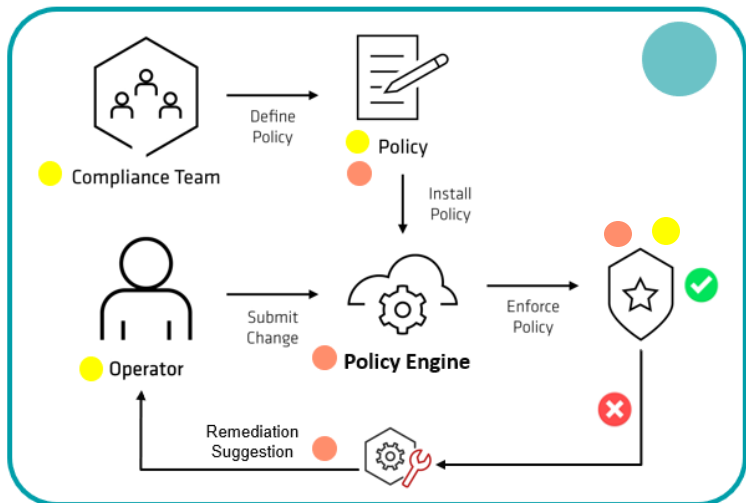 Define
Policy
Compliance Team
Policy
Install
Policy
Submit
Change
Enforce
Policy
Operator
Policy Engine
Remediation
Suggestion